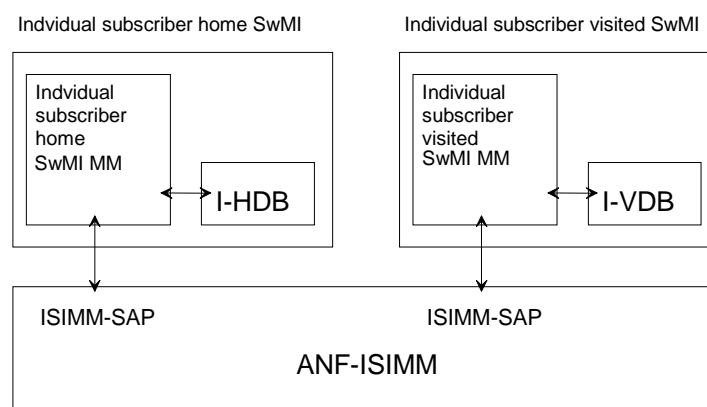 Indvidual subscriber home SwMI
Indvidual subscriber
home
SwMI MM
I-HDB
Individual subscriber visited SwMI
Individual
subscriber
visited
SwMI MM
I-VDB
ISIMM-SAP
ISIMM-SAP
ANF-ISIMM